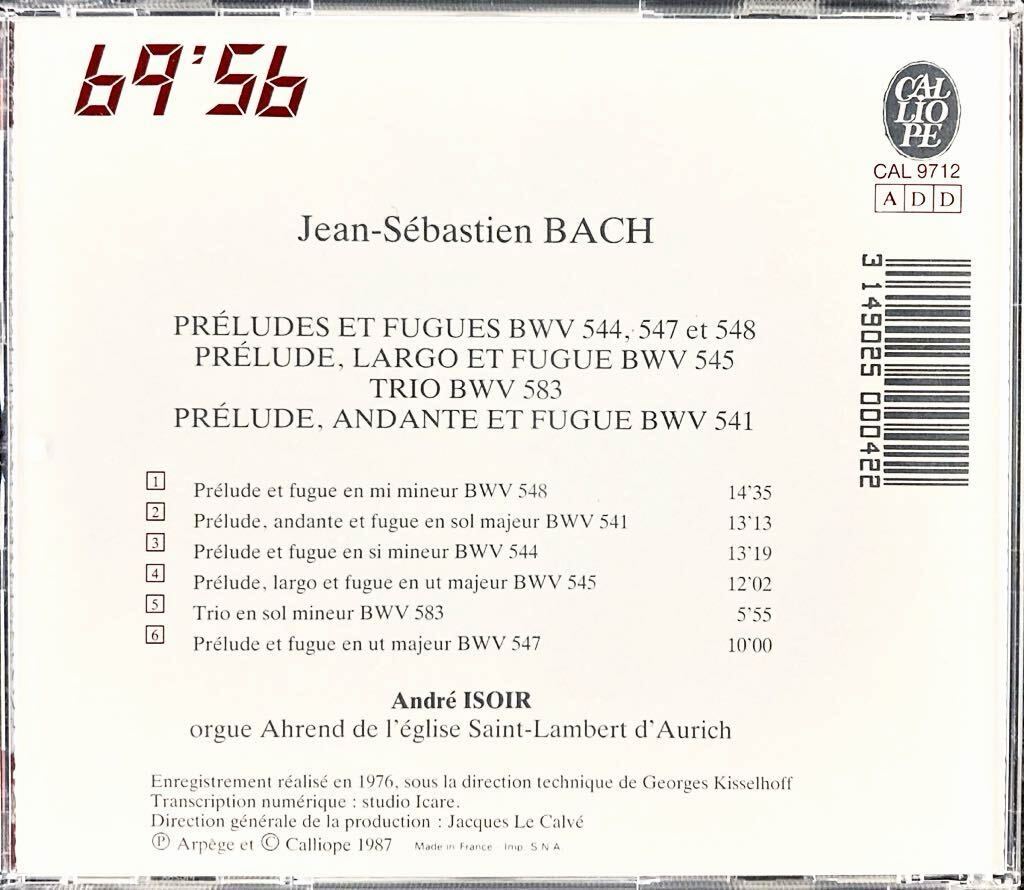 69'56
CAL
LIO
PE
CAL 9712
A D D
Jean-Sébastien BACH
PRÉLUDES ET FUGUES BWV 544, 547 et 548
PRÉLUDE, LARGO ET FUGUE BWV 545
TRIO BWV 583
PRÉLUDE, ANDANTE ET FUGUE BWV 541
3 149025 000422
1 Prélude et fugue en mi mineur BWV 548 14'35
2 Prélude, andante et fugue en sol majeur BWV 541 13'13
3 Prélude et fugue en si mineur BWV 544 13'19
4 Prélude, largo et fugue en ut majeur BWV 545 12'02
5 Trio en sol mineur BWV 583 5'55
6 Prélude et fugue en ut majeur BWV 547 10'00
André ISOIR
orgue Ahrend de l'église Saint-Lambert d'Aurich
Enregistrement réalisé en 1976, sous la direction technique de Georges Kisselhoff
Transcription numérique : studio Icare.
Direction générale de la production : Jacques Le Calvé
Ⓟ Arpège et © Calliope 1987 Made in France Imp. S N A